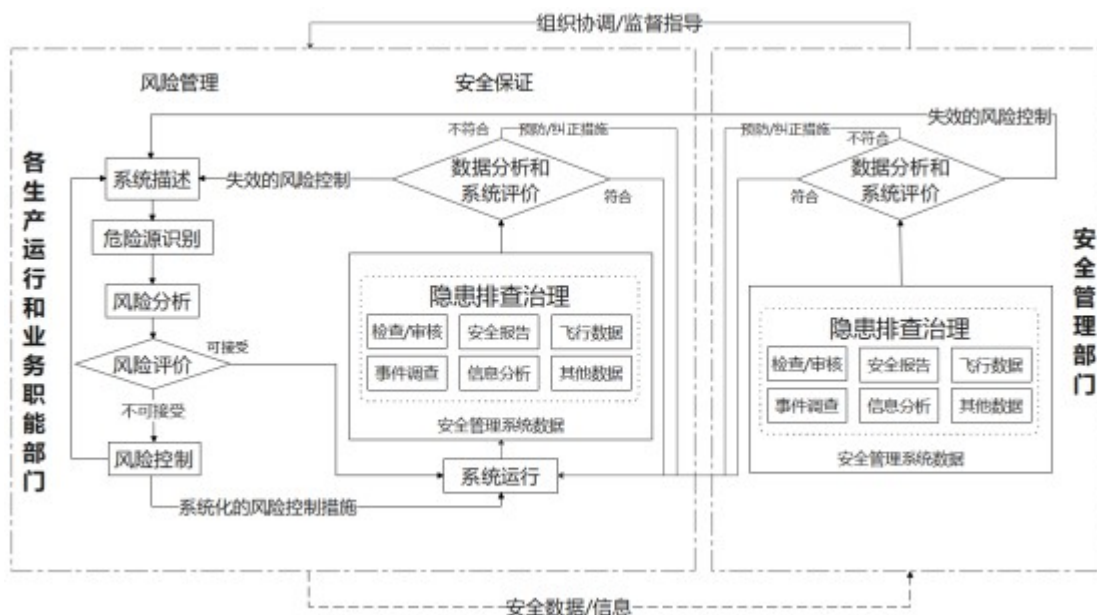 组织协调/监督指导
风险管理
安全保证
失效的风险控制
不符合
预防/纠正措施
预防/纠正措施
不符合
各生产运行和业务职能部门
系统描述
失效的风险控制
数据分析和
系统评价
符合
数据分析和
系统评价
符合
危险源识别
安全管理部门
风险分析
隐患排查治理
检查/审核
安全报告
飞行数据
事件调查
信息分析
其他数据
安全管理系统数据
隐患排查治理
检查/审核
安全报告
飞行数据
事件调查
信息分析
其他数据
安全管理系统数据
风险评价
可接受
不可接受
风险控制
系统运行
系统化的风险控制措施
安全数据/信息